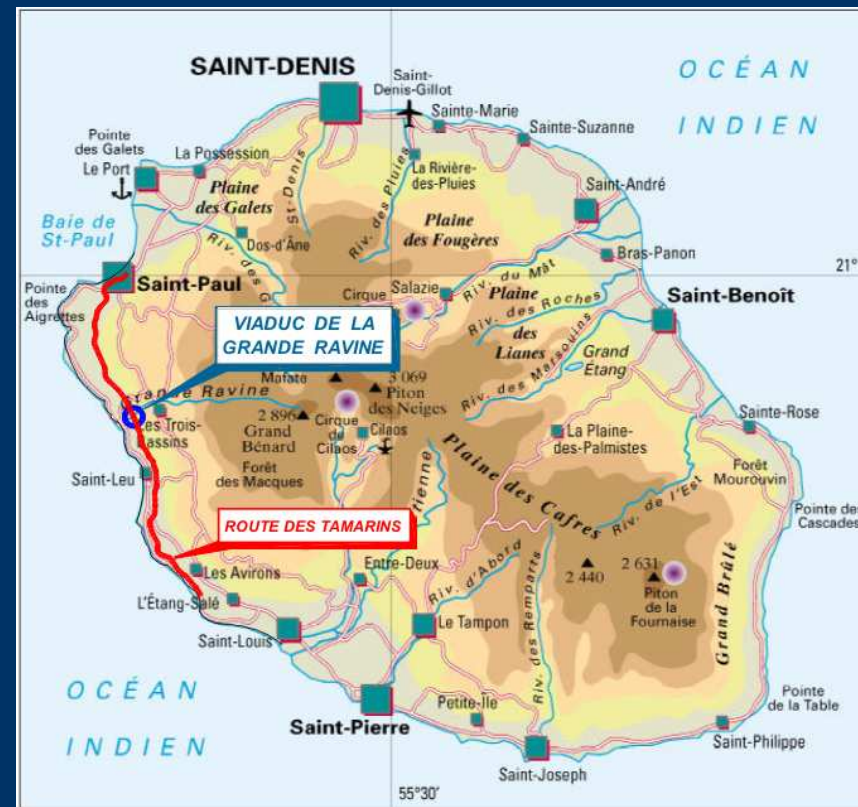 SAINT-DENIS
Saint-
Denis-Gillot
OCÉAN
INDIEN
Sainte-Marie
Sainte-Suzanne
Pointe
des Galets
Le Port
La Possession
Plaine
des Galets
Riv. St-Denis
Riv. des Pluies
La Rivière-
des-Pluies
Saint-André
Plaine
des Fougères
Baie de
St-Paul
Dos-d'Âne
Riv. des G
Bras-Panon
21°
Saint-Paul
Pointe
des
Aigrettes
Cirque
Salazie
Riv. du Mât
Plaine
des
Lianes
Riv. des Roches
Saint-Benoît
VIADUC DE LA
GRANDE RAVINE
Riv. des Marsouins
Grand
Étang
Mafate
3 069
Piton
des Neiges
Ravine
2 896
Grand
Bénard
Cirque
de
Cilaos
Cilaos
Sainte-Rose
Les Trois-
Bassins
La Plaine-
des-Palmistes
Forêt
des Macques
Plaine des Cafres
Forêt
Mourouvin
Saint-Leu
tienne
Riv. de l'Est
Pointe des
Cascades
ROUTE DES TAMARINS
Les Avirons
Entre-Deux
Riv. d'Abord
Riv. des Remparts
2 440
2 631
Piton
de la
Fournaise
Grand Brûlé
L'Étang-Salé
Saint-Louis
Le Tampon
OCÉAN
INDIEN
Saint-Pierre
Petite-Île
Pointe
de la Table
Saint-Joseph
Saint-Philippe
55°30'